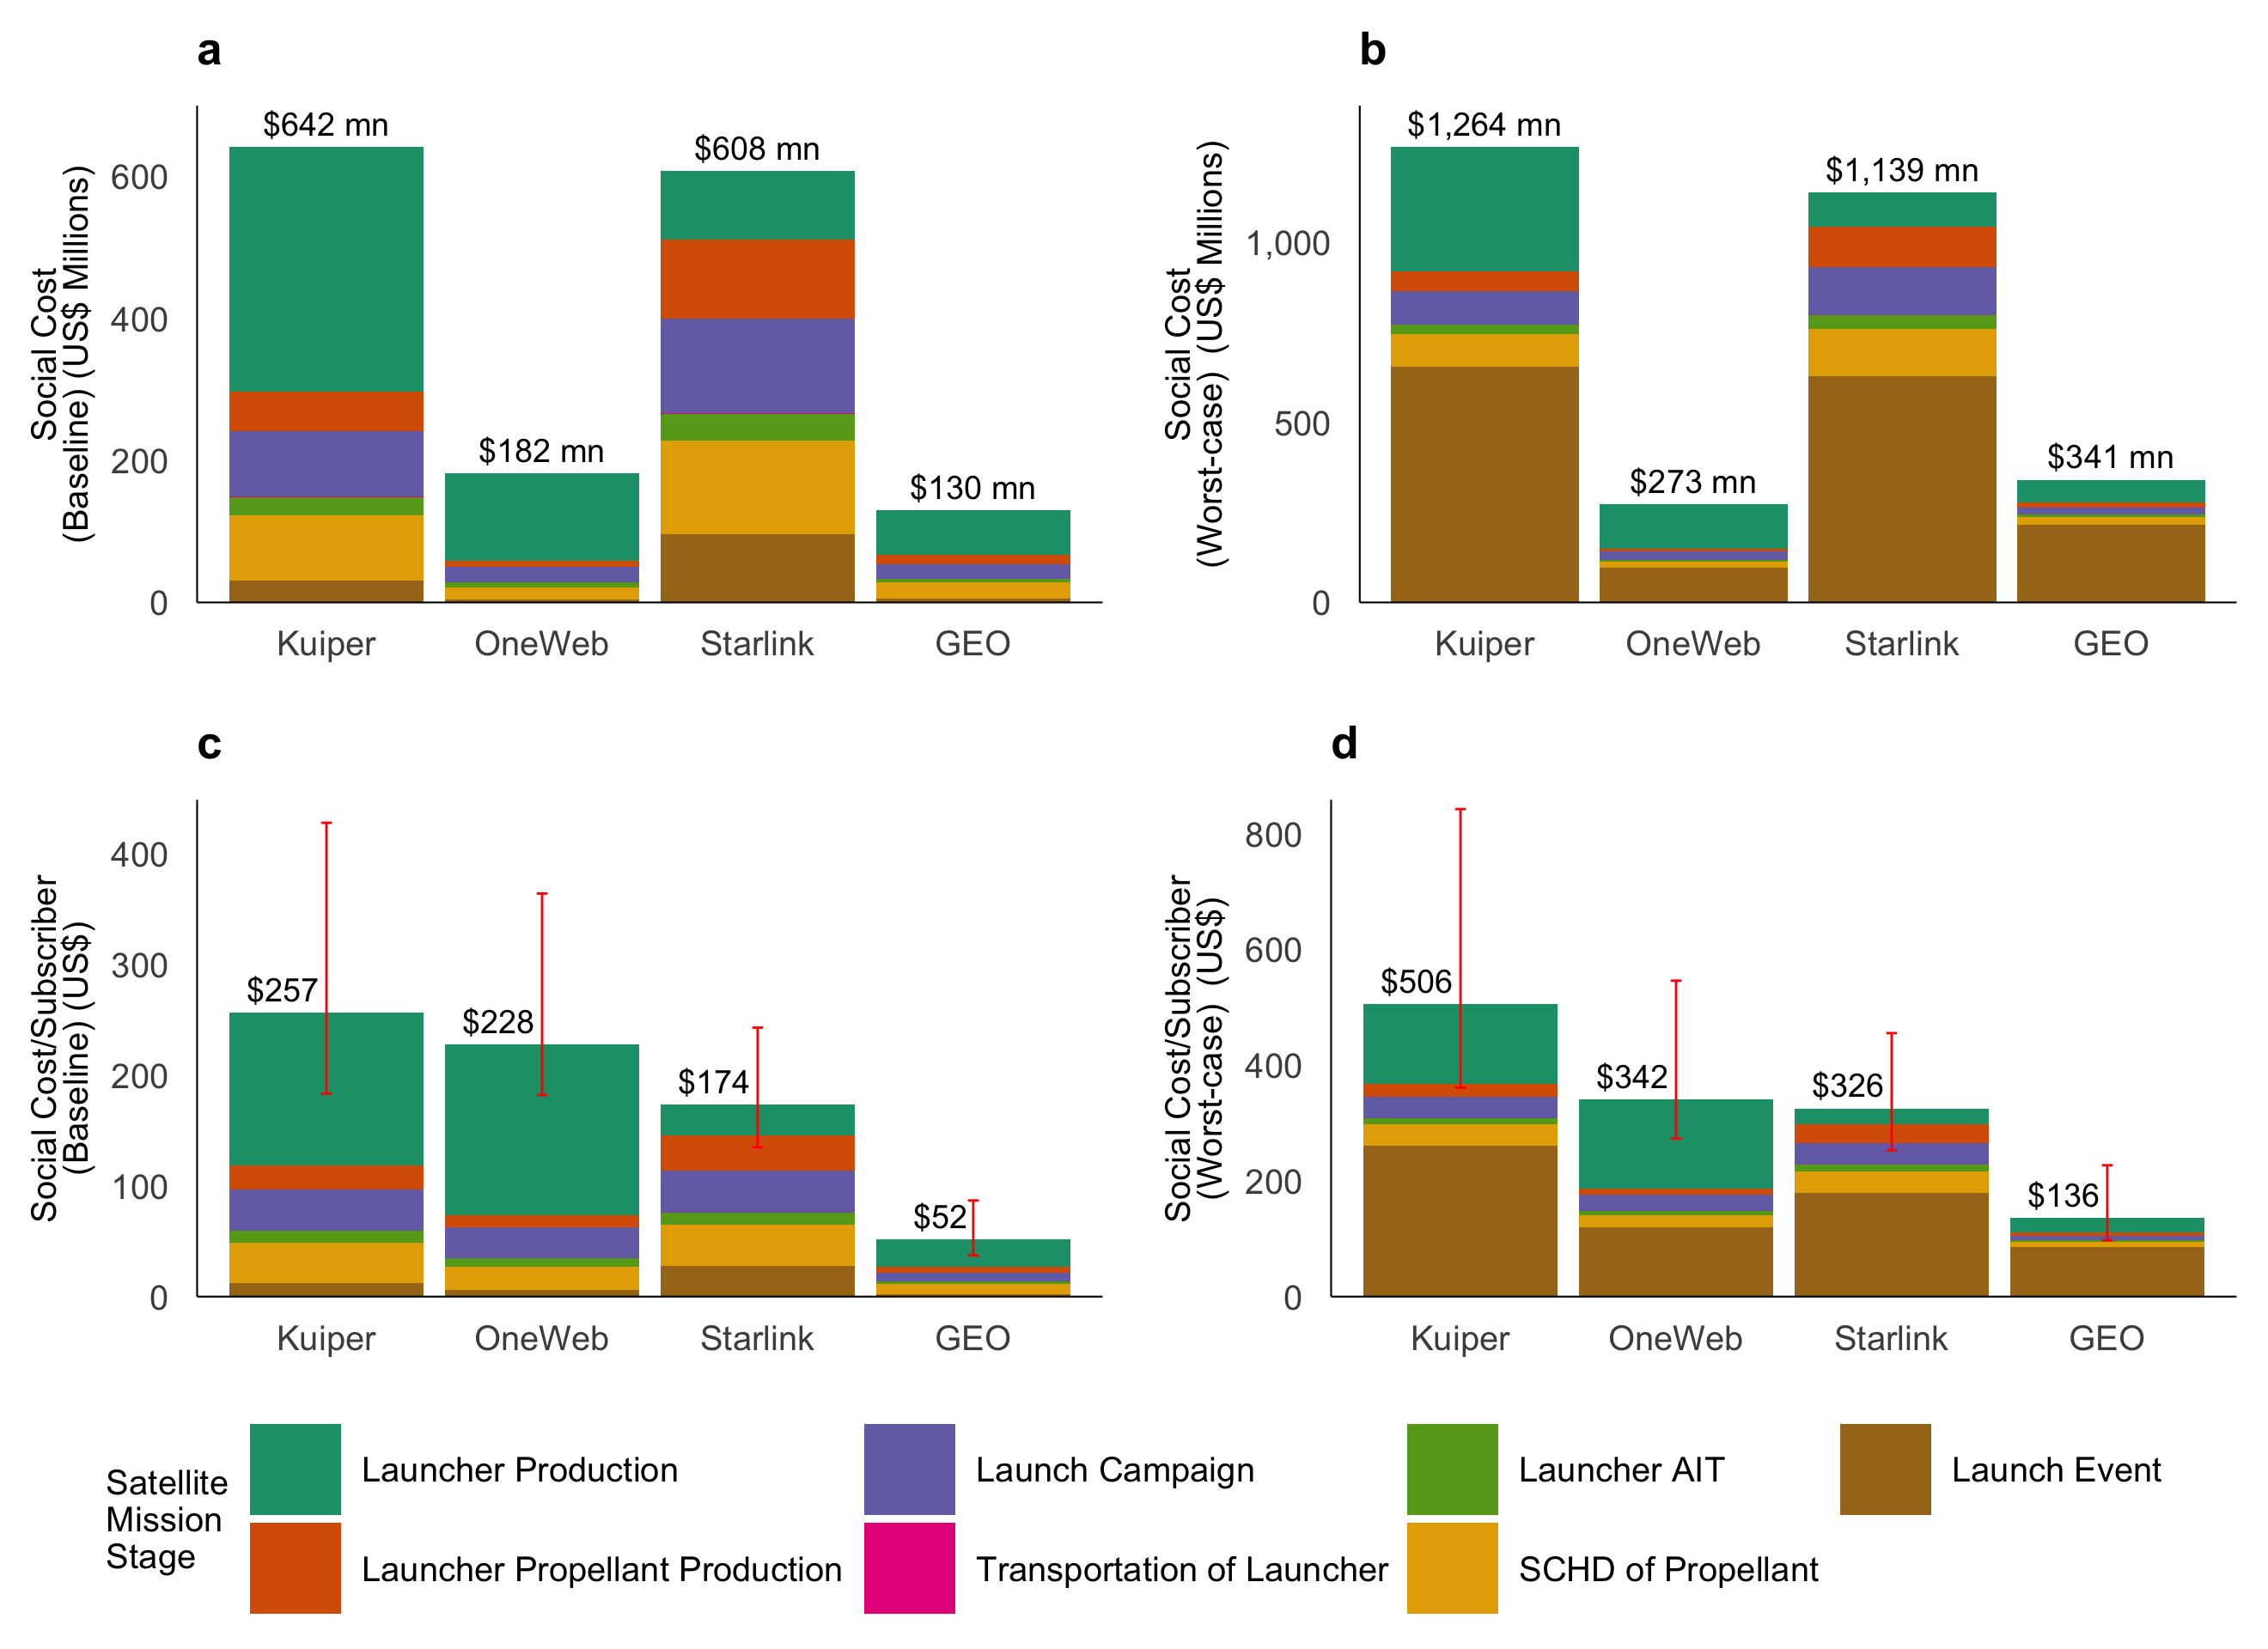 a
$642 mn
$182 mn
$608 mn
$130 mn
Social Cost
(Baseline) (US$ Millions)
600
400
200
0
Kuiper OneWeb Starlink GEO
b
$1,264 mn
$273 mn
$1,139 mn
$341 mn
Social Cost
(Worst-case) (US$ Millions)
1,000
500
0
Kuiper OneWeb Starlink GEO
c
$257
$228
$174
$52
Social Cost/Subscriber
(Baseline) (US$)
400
300
200
100
0
Kuiper OneWeb Starlink GEO
d
$506
$342
$326
$136
Social Cost/Subscriber
(Worst-case) (US$)
800
600
400
200
0
Kuiper OneWeb Starlink GEO
Satellite
Mission
Stage
Launcher Production
Launcher Propellant Production
Launch Campaign
Transportation of Launcher
Launcher AIT
SCHD of Propellant
Launch Event